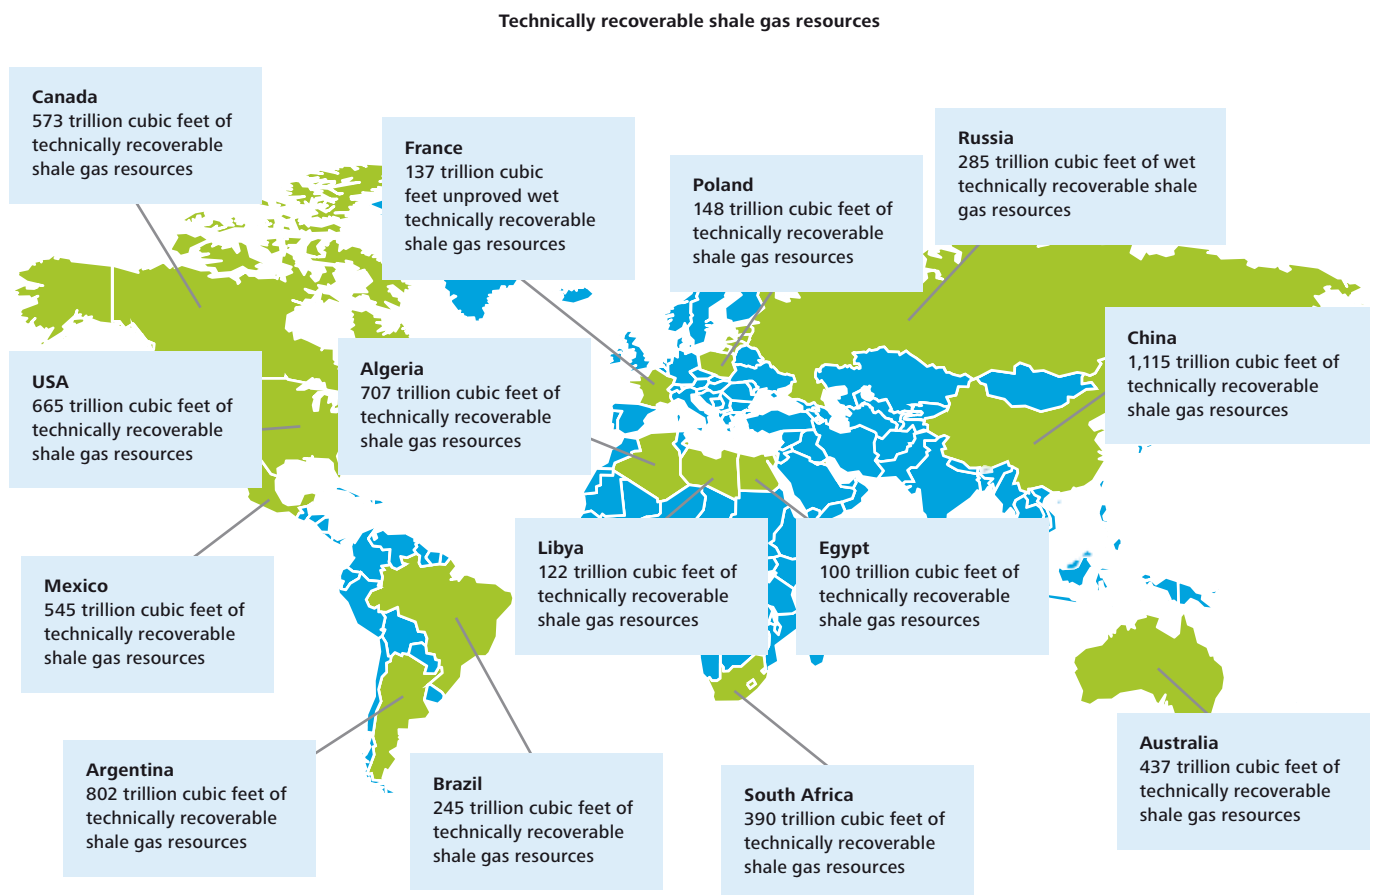 Technically recoverable shale gas resources
Canada
573 trillion cubic feet of
technically recoverable
shale gas resources
France
137 trillion cubic
feet unproved wet
technically recoverable
shale gas resources
Poland
148 trillion cubic feet of
technically recoverable
shale gas resources
Russia
285 trillion cubic feet of wet
technically recoverable shale
gas resources
USA
665 trillion cubic feet of
technically recoverable
shale gas resources
Algeria
707 trillion cubic feet of
technically recoverable
shale gas resources
China
1,115 trillion cubic feet of
technically recoverable
shale gas resources
Mexico
545 trillion cubic feet of
technically recoverable
shale gas resources
Libya
122 trillion cubic feet of
technically recoverable
shale gas resources
Egypt
100 trillion cubic feet of
technically recoverable
shale gas resources
Argentina
802 trillion cubic feet of
technically recoverable
shale gas resources
Brazil
245 trillion cubic feet of
technically recoverable
shale gas resources
South Africa
390 trillion cubic feet of
technically recoverable
shale gas resources
Australia
437 trillion cubic feet of
technically recoverable
shale gas resources